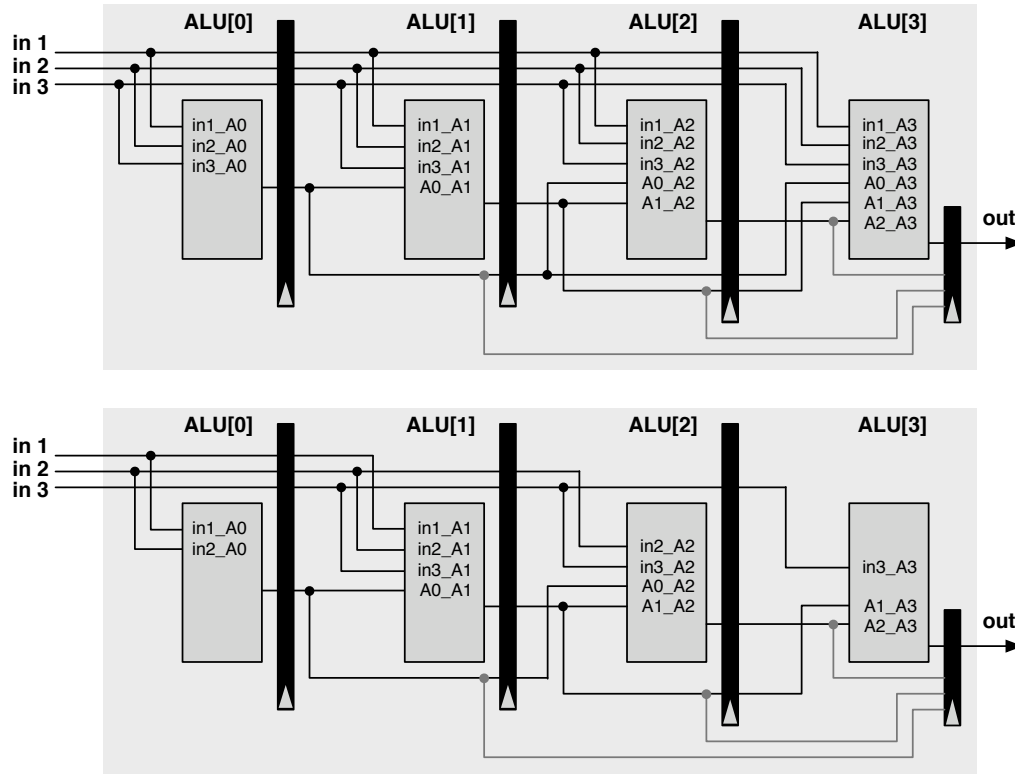 ALU[0] ALU[1] ALU[2] ALU[3]
in 1
in 2
in 3
in1_A0
in2_A0
in3_A0
in1_A1
in2_A1
in3_A1
A0_A1
in1_A2
in2_A2
in3_A2
A0_A2
A1_A2
in1_A3
in2_A3
in3_A3
A0_A3
A1_A3
A2_A3
out
ALU[0] ALU[1] ALU[2] ALU[3]
in 1
in 2
in 3
in1_A0
in2_A0
in1_A1
in2_A1
in3_A1
A0_A1
in2_A2
in3_A2
A0_A2
A1_A2
in3_A3
A1_A3
A2_A3
out